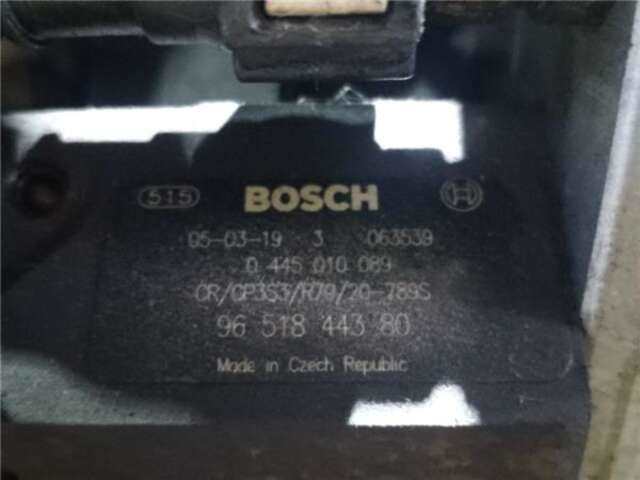 515 BOSCH
05-03-19 3 063539
0 445 010 089
CR/CP3S3/R70/20-789S
96 518 443 80
Made in Czech Republic